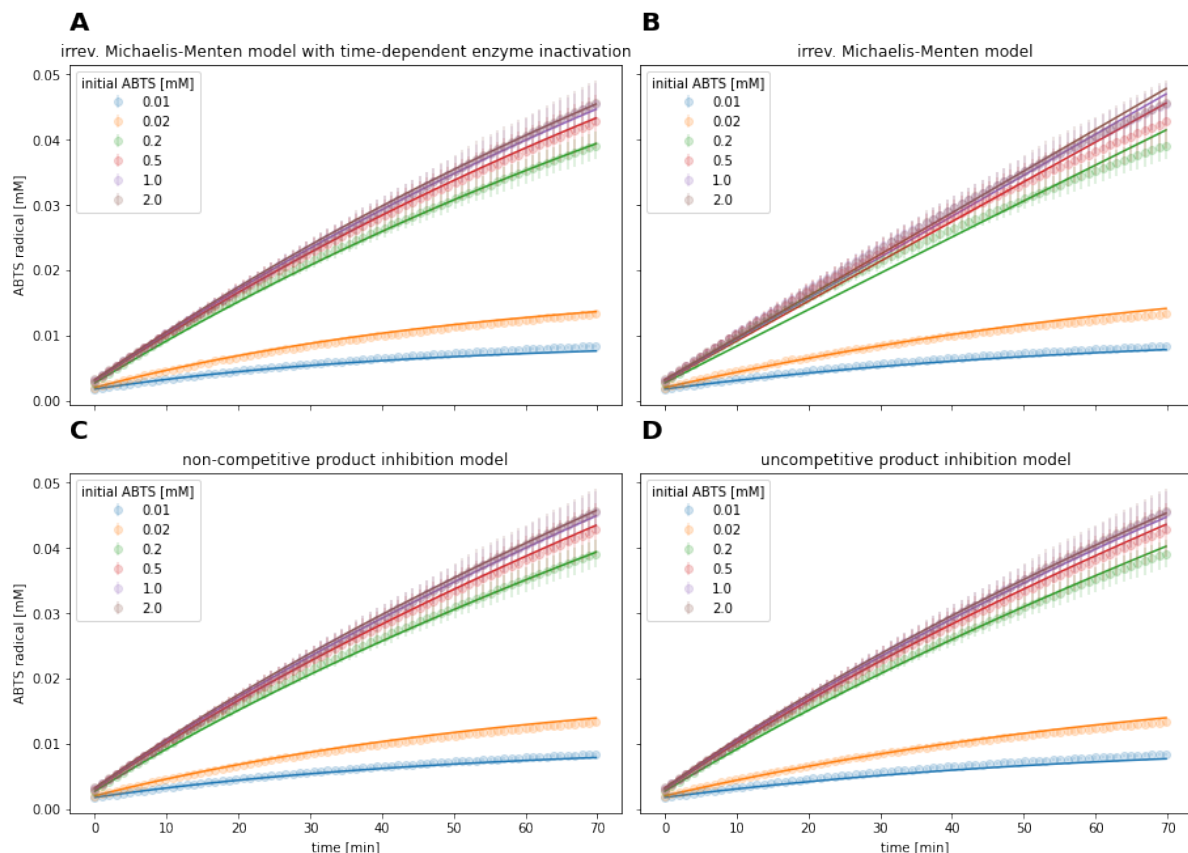 A
irrev. Michaelis-Menten model with time-dependent enzyme inactivation
initial ABTS [mM]
0.01
0.02
0.2
0.5
1.0
2.0
ABTS radical [mM]
0.05
0.04
0.03
0.02
0.01
0.00
B
irrev. Michaelis-Menten model
initial ABTS [mM]
0.01
0.02
0.2
0.5
1.0
2.0
C
non-competitive product inhibition model
initial ABTS [mM]
0.01
0.02
0.2
0.5
1.0
2.0
ABTS radical [mM]
0.05
0.04
0.03
0.02
0.01
0.00
0 10 20 30 40 50 60 70
time [min]
D
uncompetitive product inhibition model
initial ABTS [mM]
0.01
0.02
0.2
0.5
1.0
2.0
0 10 20 30 40 50 60 70
time [min]